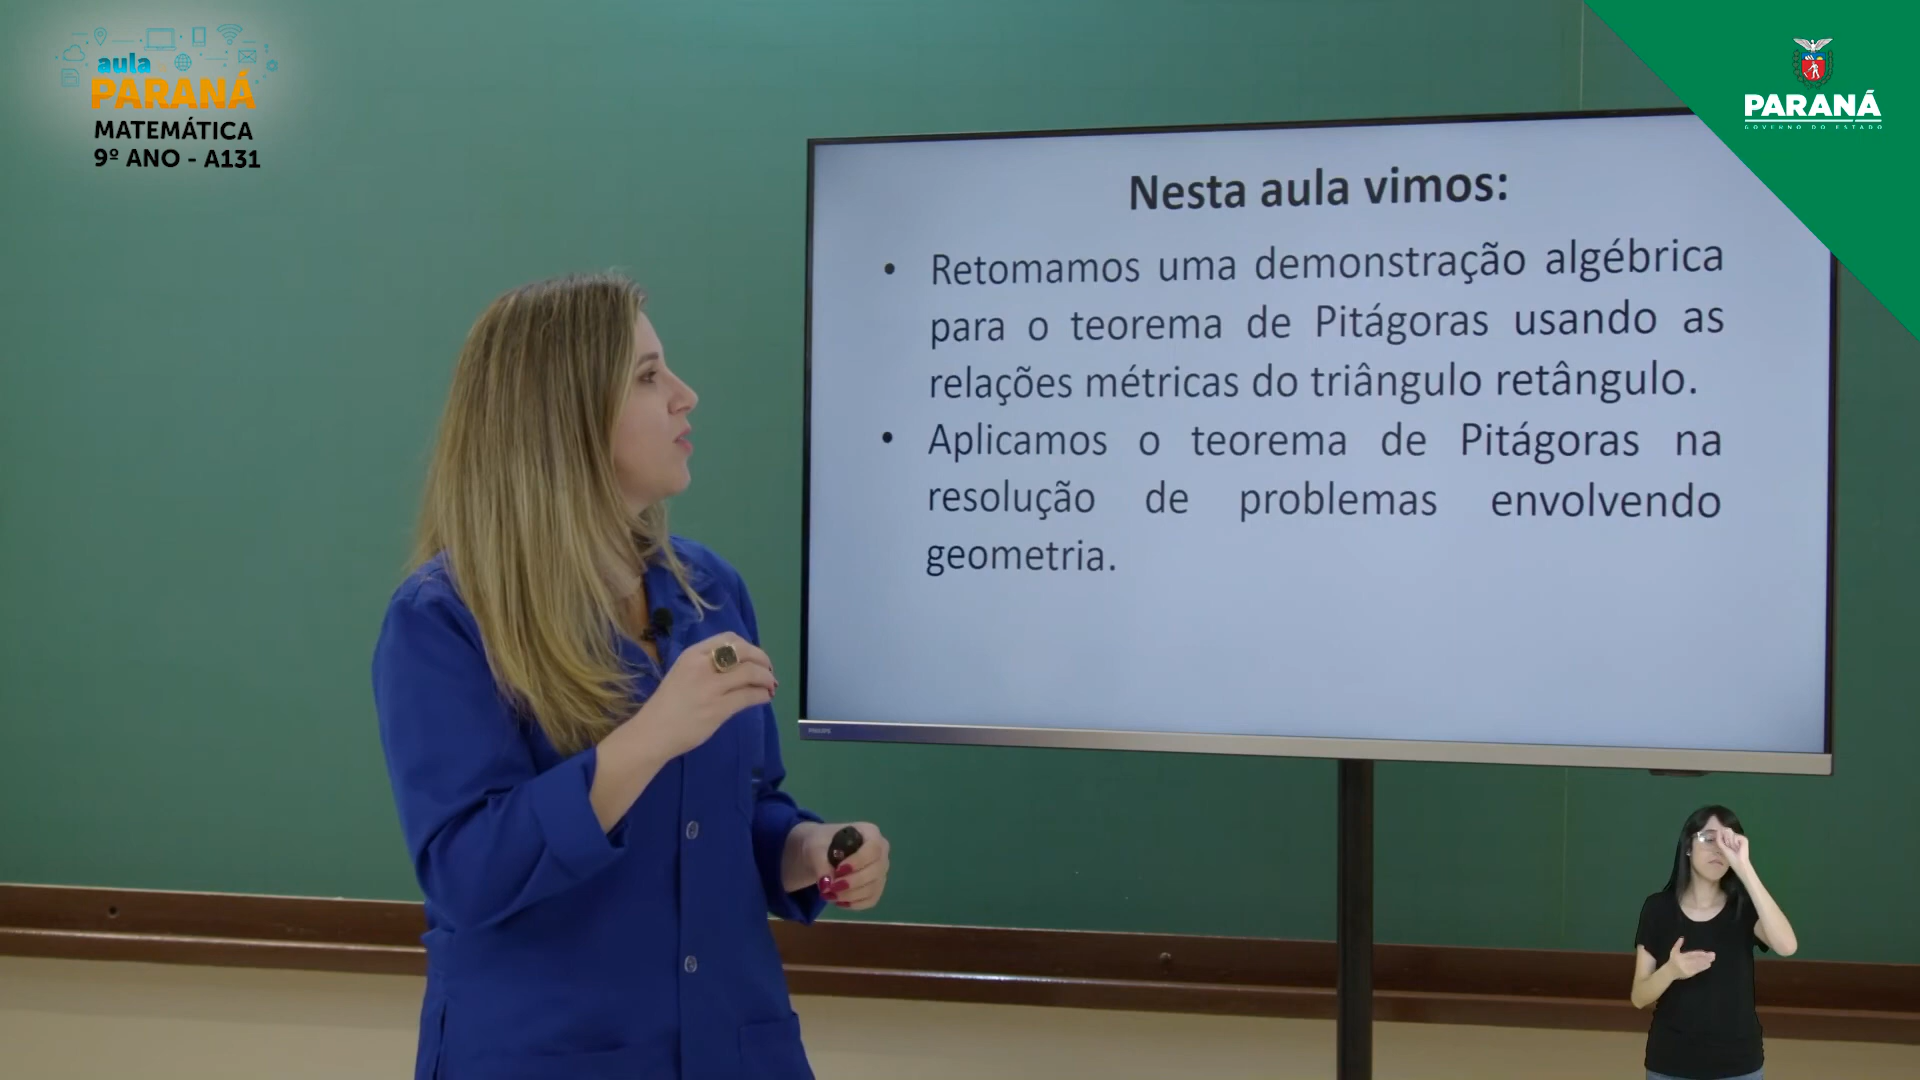 aula
PARANÁ
MATEMÁTICA
9º ANO - A131
PARANÁ
GOVERNO DO ESTADO
Nesta aula vimos:
• Retomamos uma demonstração algébrica
para o teorema de Pitágoras usando as
relações métricas do triângulo retângulo.
• Aplicamos o teorema de Pitágoras na
resolução de problemas envolvendo
geometria.
PHILIPS